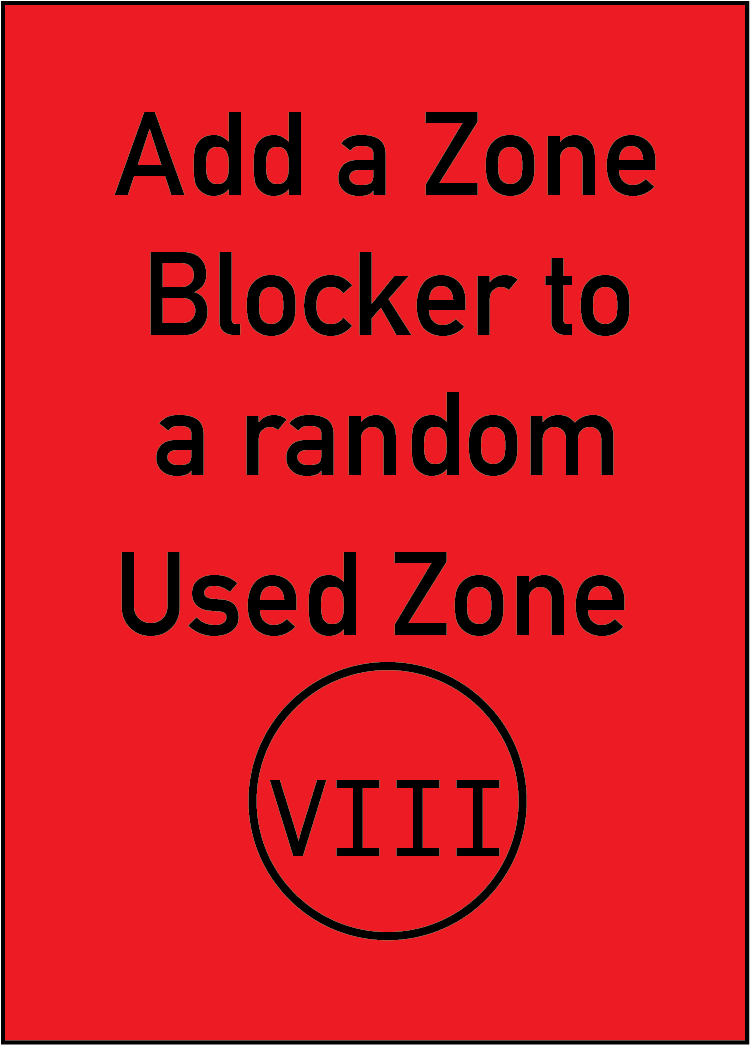 Add a Zone
Blocker to
a random
Used Zone
VIII